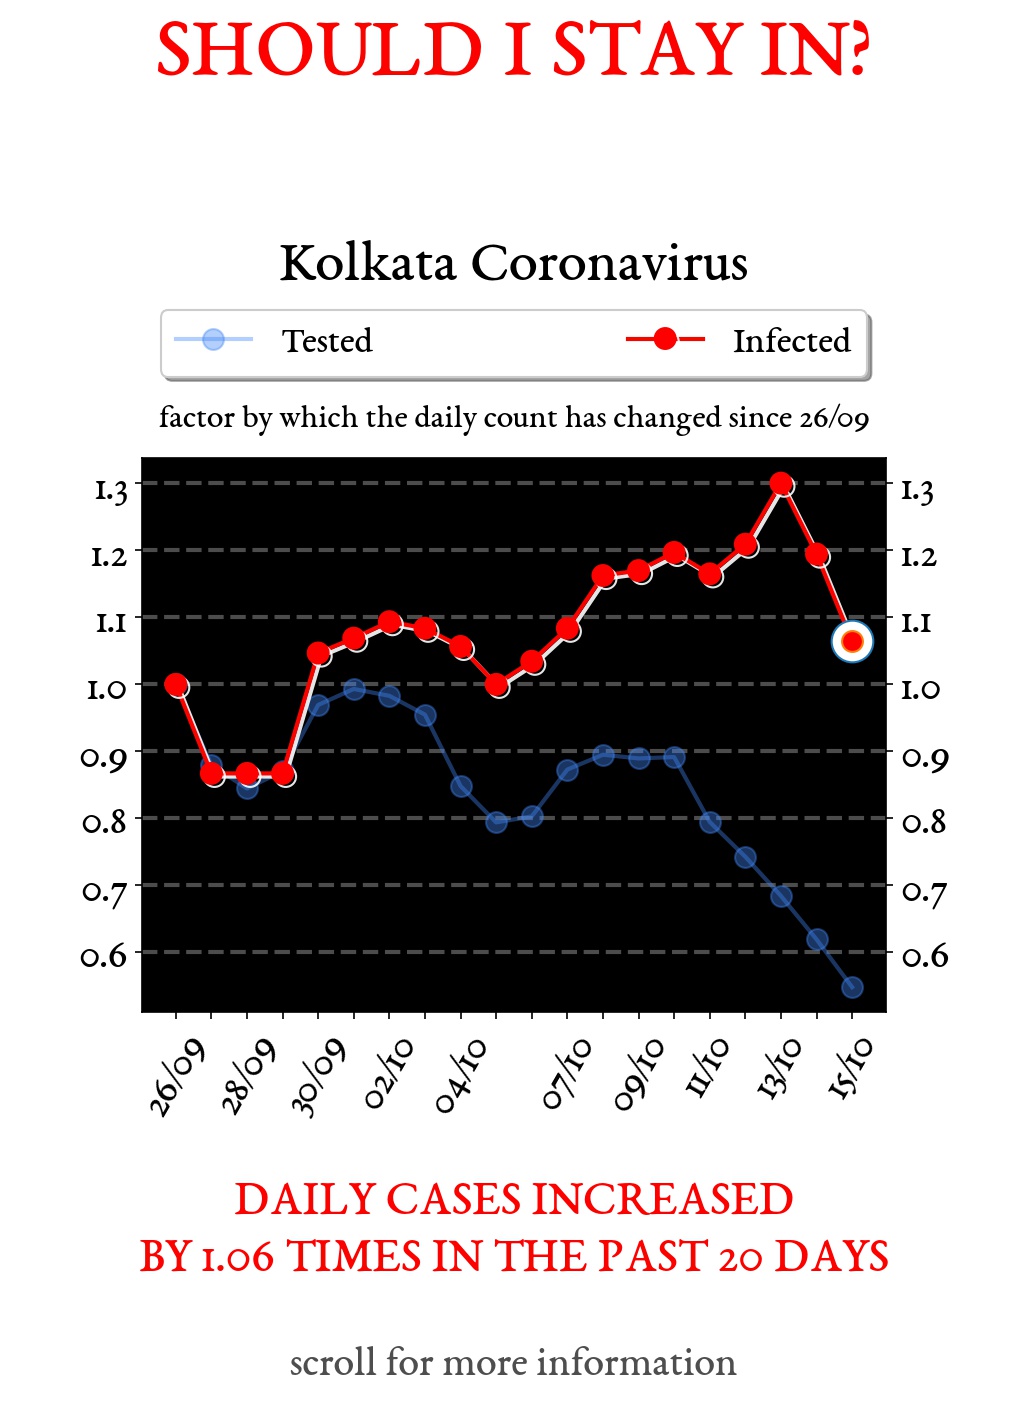 SHOULD I STAY IN?
Kolkata Coronavirus
Tested Infected
factor by which the daily count has changed since 26/09
1.3 1.3
1.2 1.2
1.1 1.1
1.0 1.0
0.9 0.9
0.8 0.8
0.7 0.7
0.6 0.6
26/09 28/09 30/09 02/10 04/10 07/10 09/10 11/10 13/10 15/10
DAILY CASES INCREASED
BY 1.06 TIMES IN THE PAST 20 DAYS
scroll for more information